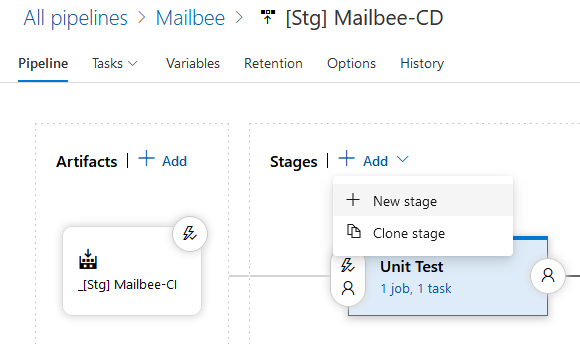 All pipelines > Mailbee > [Stg] Mailbee-CD
Pipeline Tasks Variables Retention Options History
Artifacts | + Add
Stages | + Add
New stage
Clone stage
_[Stg] Mailbee-CI
Unit Test
1 job, 1 task